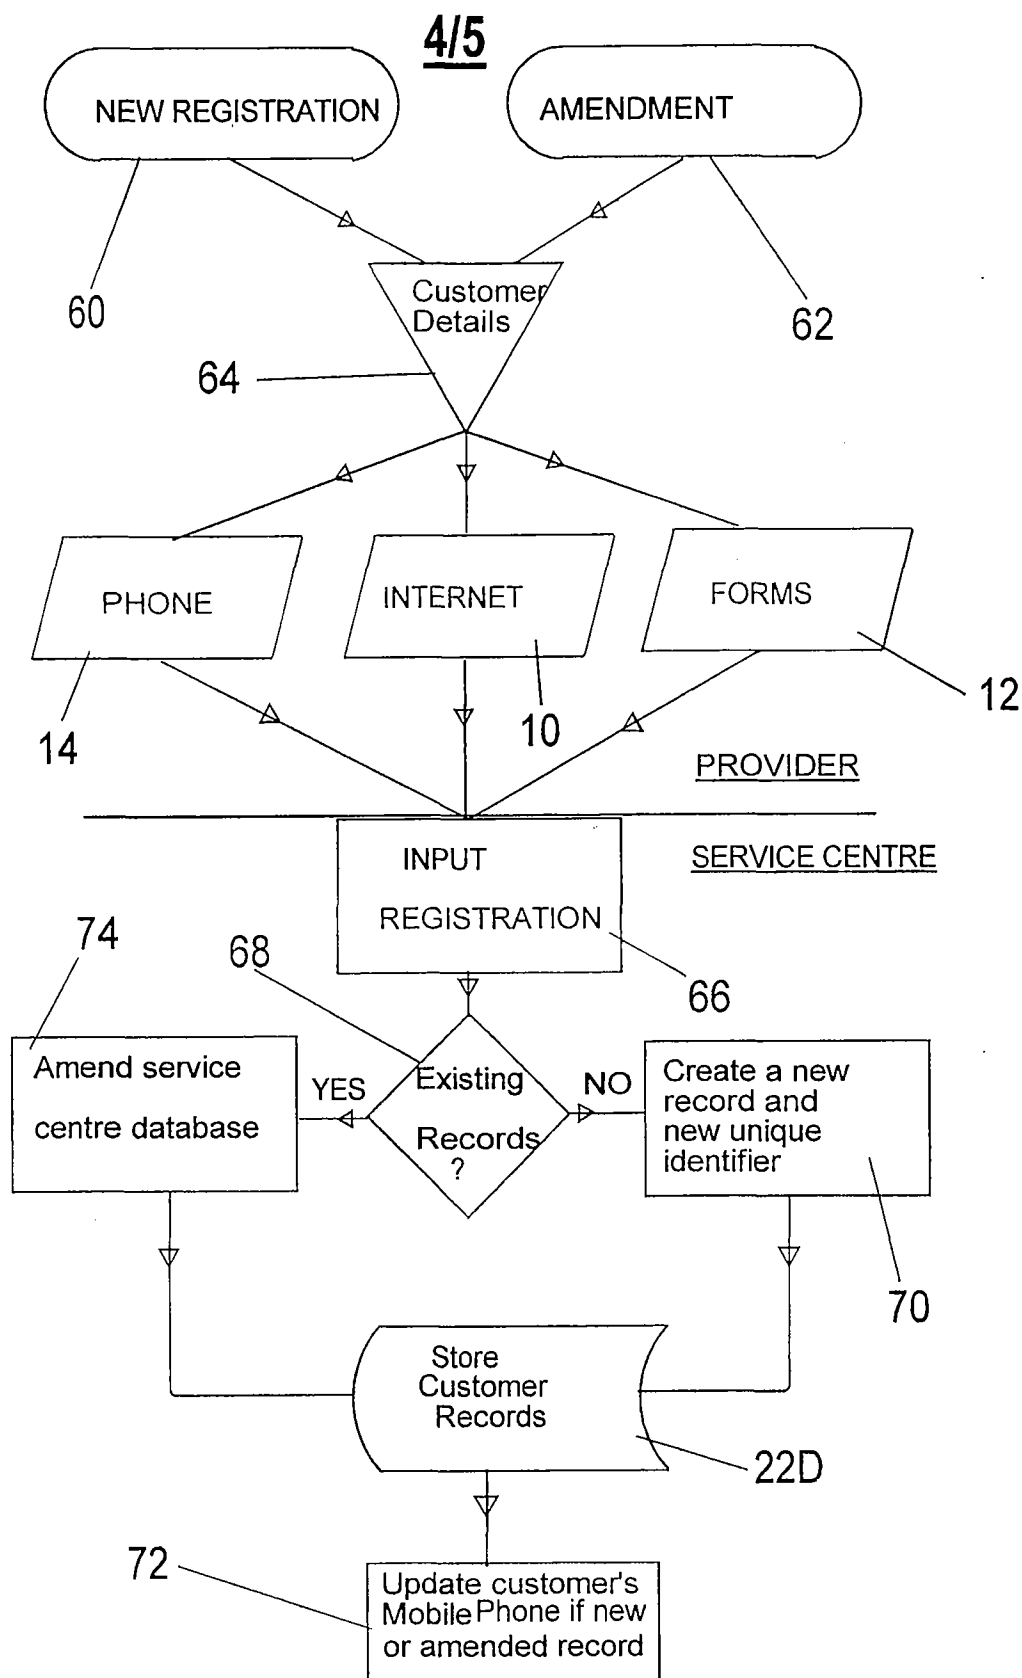 4/5
NEW REGISTRATION
AMENDMENT
60
62
Customer
Details
64
PHONE
INTERNET
FORMS
14
10
12
PROVIDER
SERVICE CENTRE
INPUT
REGISTRATION
66
74
68
Amend service
centre database
YES
Existing
Records
?
NO
Create a new
record and
new unique
identifier
70
Store
Customer
Records
22D
72
Update customer's
Mobile Phone if new
or amended record